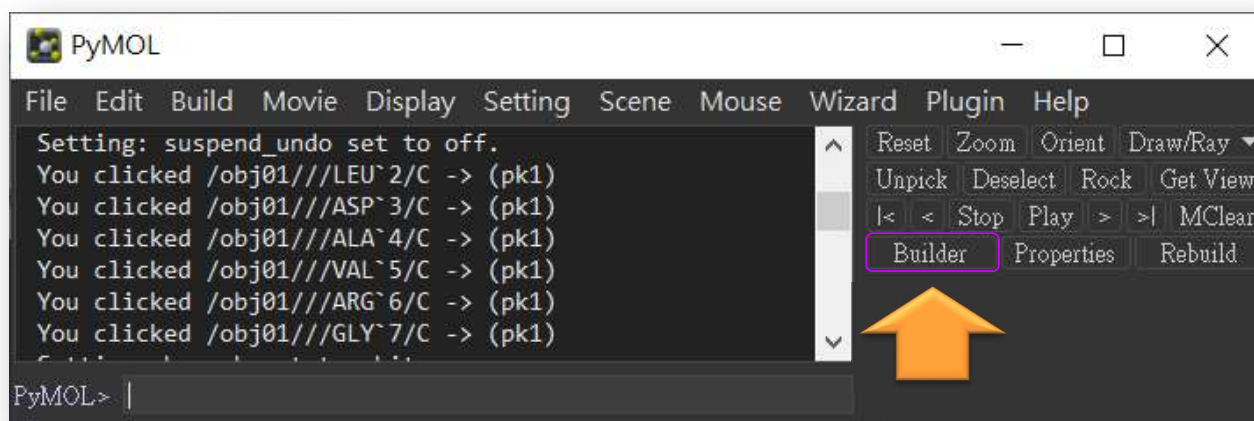 PyMOL
File Edit Build Movie Display Setting Scene Mouse Wizard Plugin Help
Setting: suspend_undo set to off.
You clicked /obj01///LEU`2/C -> (pk1)
You clicked /obj01///ASP`3/C -> (pk1)
You clicked /obj01///ALA`4/C -> (pk1)
You clicked /obj01///VAL`5/C -> (pk1)
You clicked /obj01///ARG`6/C -> (pk1)
You clicked /obj01///GLY`7/C -> (pk1)
PyMOL>
Reset Zoom Orient Draw/Ray
Unpick Deselect Rock Get View
|< < Stop Play > >| MClear
Builder Properties Rebuild